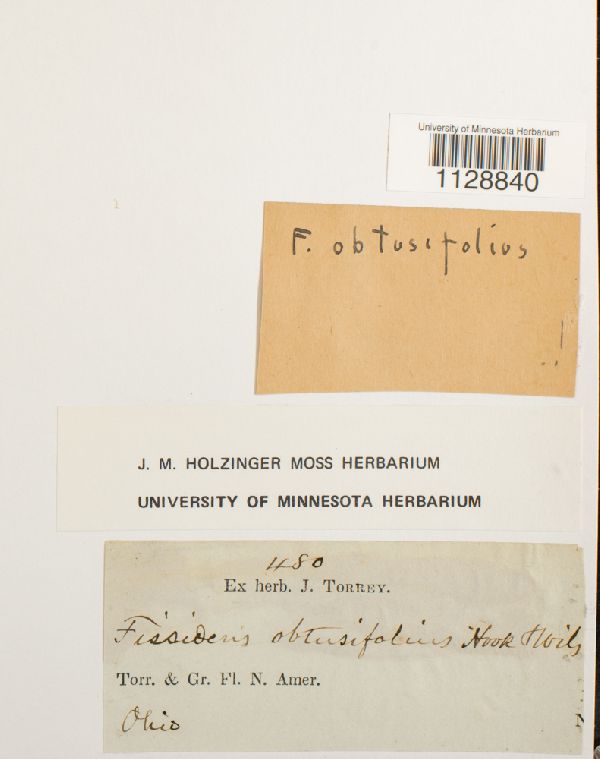 University of Minnesota Herbarium
1128840
F. obtusifolius
J. M. HOLZINGER MOSS HERBARIUM
UNIVERSITY OF MINNESOTA HERBARIUM
480
Ex herb. J. TORREY.
Fissidens obtusifolius Hook & Wils
Torr. & Gr. Fl. N. Amer.
Ohio